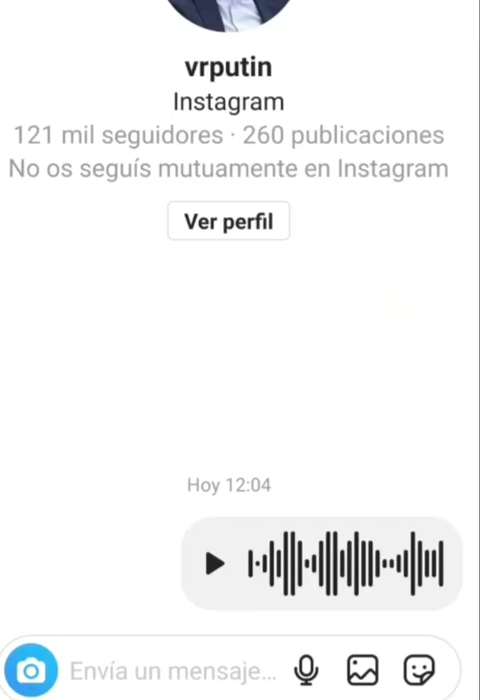 vrputin
Instagram
121 mil seguidores · 260 publicaciones
No os seguís mutuamente en Instagram
Ver perfil
Hoy 12:04
Envía un mensaje...